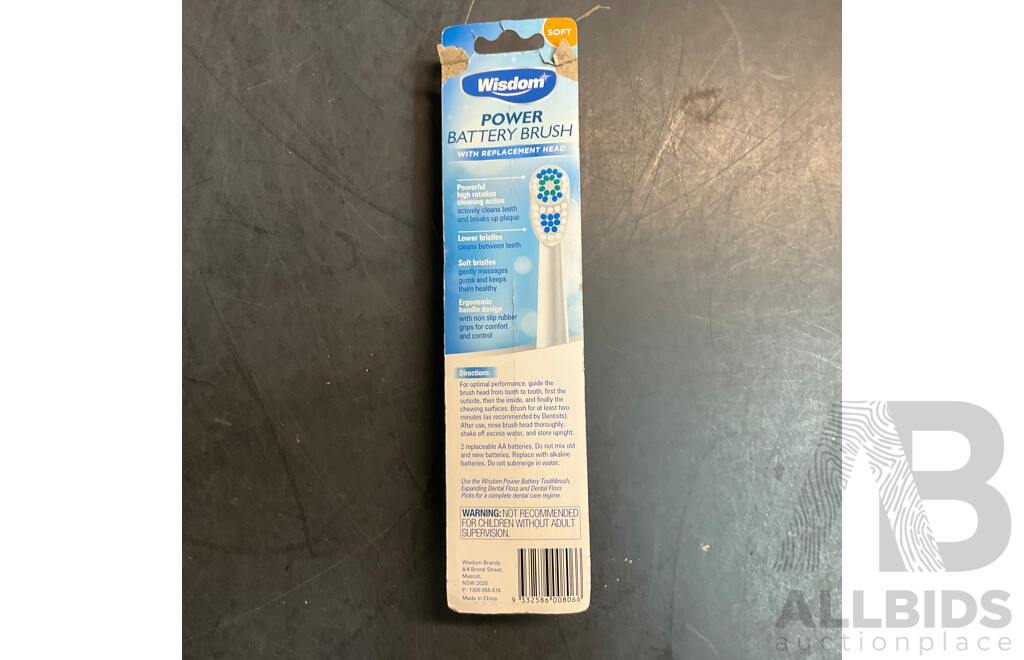 SOFT
Wisdom
POWER
BATTERY BRUSH
WITH REPLACEMENT HEAD
Powerful
high rotation
cleaning action
actively cleans teeth
and breaks up plaque
Lower bristles
cleans between teeth
Soft bristles
gently massages
gums and keeps
them healthy
Ergonomic
handle design
with non slip rubber
grips for comfort
and control
Directions:
For optimal performance, guide the
brush head from tooth to tooth, first the
outside, then the inside, and finally the
chewing surfaces. Brush for at least two
minutes (as recommended by Dentists).
After use, rinse brush head thoroughly,
shake off excess water, and store upright.
2 replaceable AA batteries. Do not mix old
and new batteries. Replace with alkaline
batteries. Do not submerge in water.
Use the Wisdom Power Battery Toothbrush,
Expanding Dental Floss and Dental Floss
Picks for a complete dental care regime.
WARNING: NOT RECOMMENDED
FOR CHILDREN WITHOUT ADULT
SUPERVISION.
Wisdom Brands
8/4 Brond Street,
Mascot,
NSW 2020
P: 1300 055 676
Made in China
9 332586 008066
AB
ALLBIDS
auctionplace